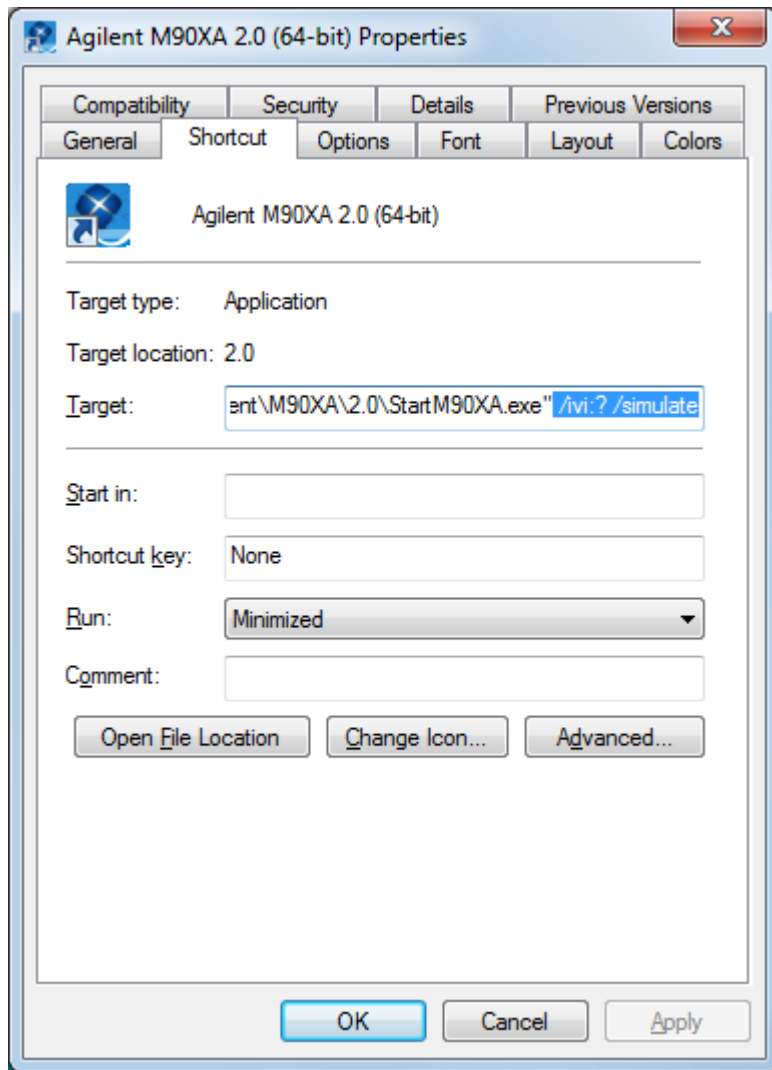 Agilent M90XA 2.0 (64-bit) Properties
Compatibility Security Details Previous Versions
General Shortcut Options Font Layout Colors
Agilent M90XA 2.0 (64-bit)
Target type: Application
Target location: 2.0
Target: ent\M90XA\2.0\StartM90XA.exe" /ivi:? /simulate
Start in:
Shortcut key: None
Run: Minimized
Comment:
Open File Location Change Icon... Advanced...
OK Cancel Apply